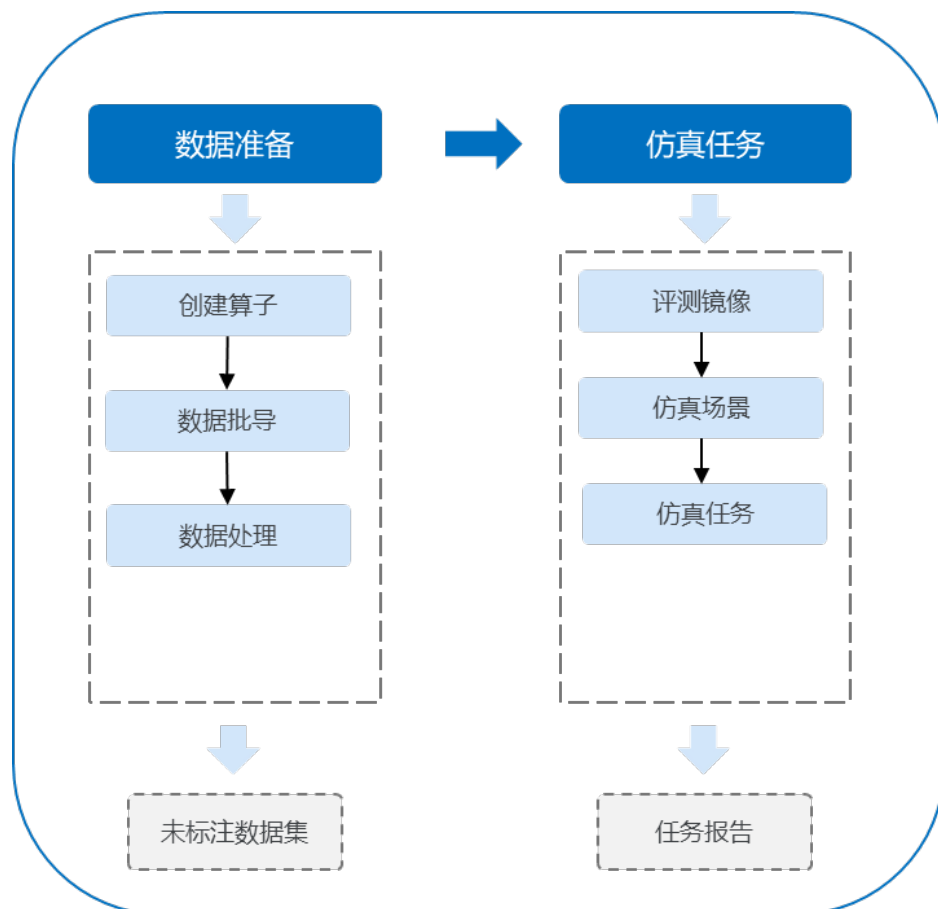 数据准备
仿真任务
创建算子
数据批导
数据处理
评测镜像
仿真场景
仿真任务
未标注数据集
任务报告